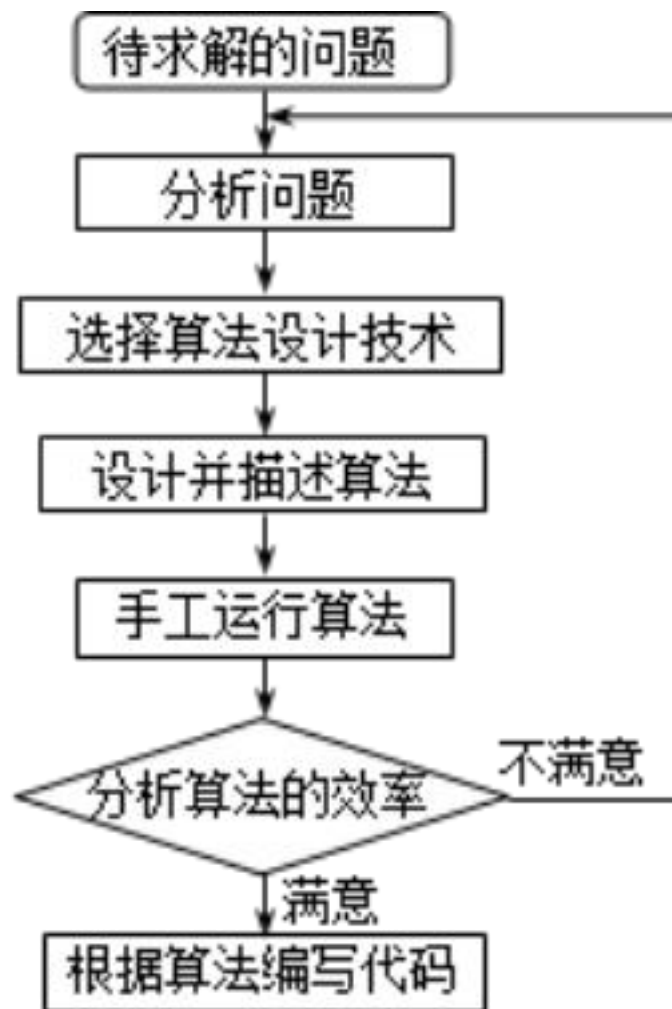 待求解的问题
分析问题
选择算法设计技术
设计并描述算法
手工运行算法
分析算法的效率
不满意
满意
根据算法编写代码